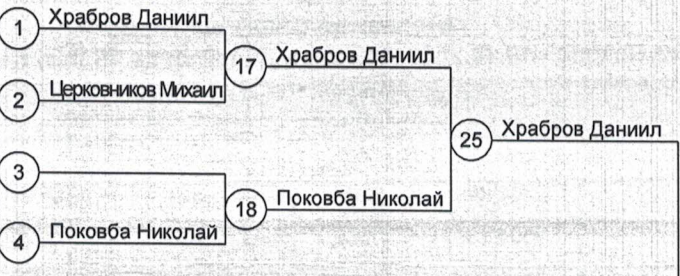 1 Храбров Даниил
17 Храбров Даниил
2 Церковников Михаил
25 Храбров Даниил
3
18 Поковба Николай
4 Поковба Николай